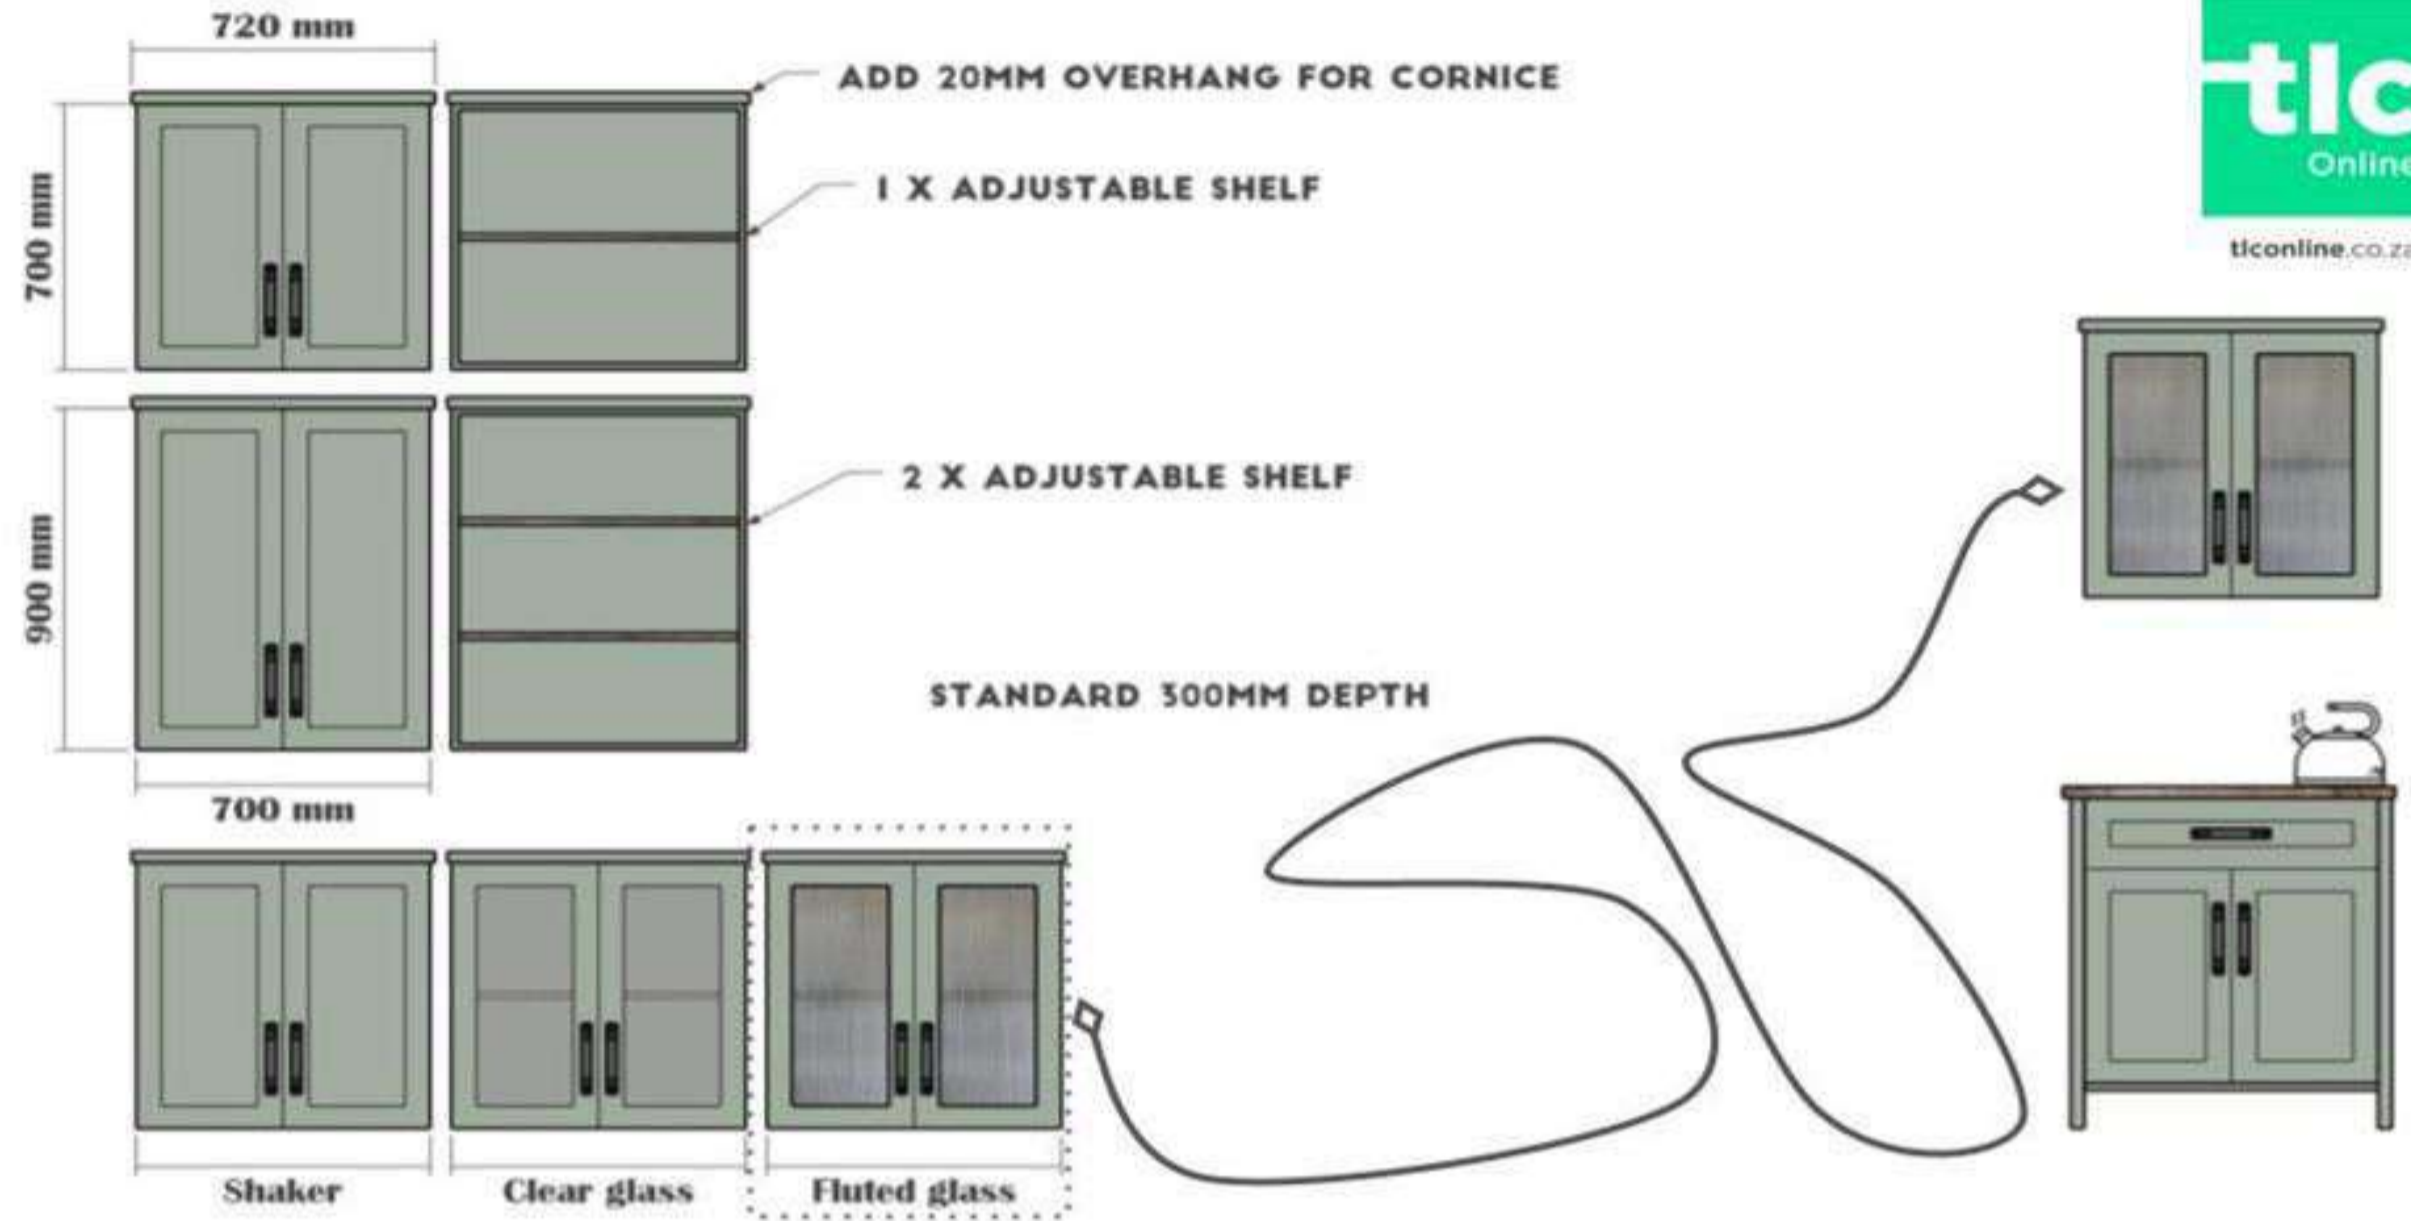 720 mm
ADD 20MM OVERHANG FOR CORNICE
1 X ADJUSTABLE SHELF
700 mm
2 X ADJUSTABLE SHELF
900 mm
STANDARD 300MM DEPTH
700 mm
Shaker
Clear glass
Fluted glass
tlc
Online
tlconline.co.za